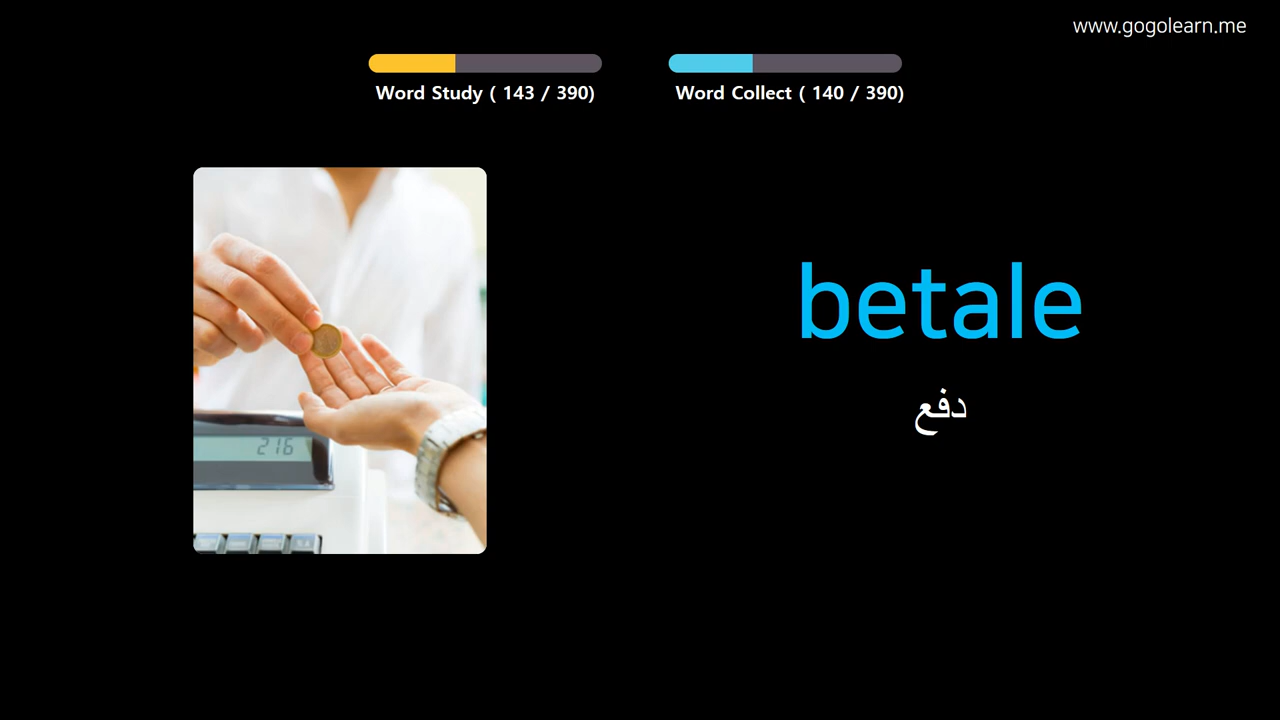 www.gogolearn.me
Word Study ( 143 / 390)
Word Collect ( 140 / 390)
betale
دفع
216